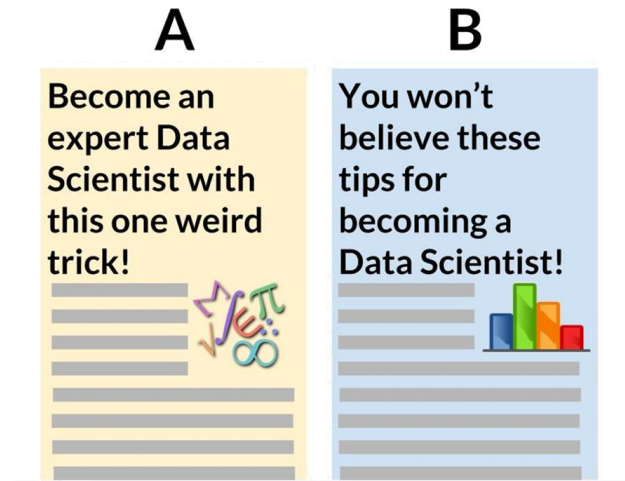 A
B
Become an
expert Data
Scientist with
this one weird
trick!
You won’t
believe these
tips for
becoming a
Data Scientist!